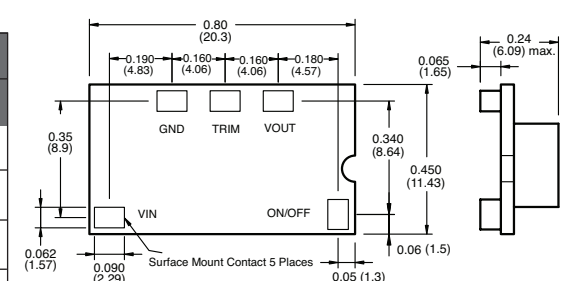 0.80
(20.3)
0.24
(6.09) max.
0.190 0.160 0.160 0.180
(4.83) (4.06) (4.06) (4.57)
0.065
(1.65)
GND TRIM VOUT
0.35
(8.9)
0.340
(8.64)
0.450
(11.43)
VIN ON/OFF
0.062
(1.57)
0.090
(2.29)
Surface Mount Contact 5 Places
0.06 (1.5)
0.05 (1.3)